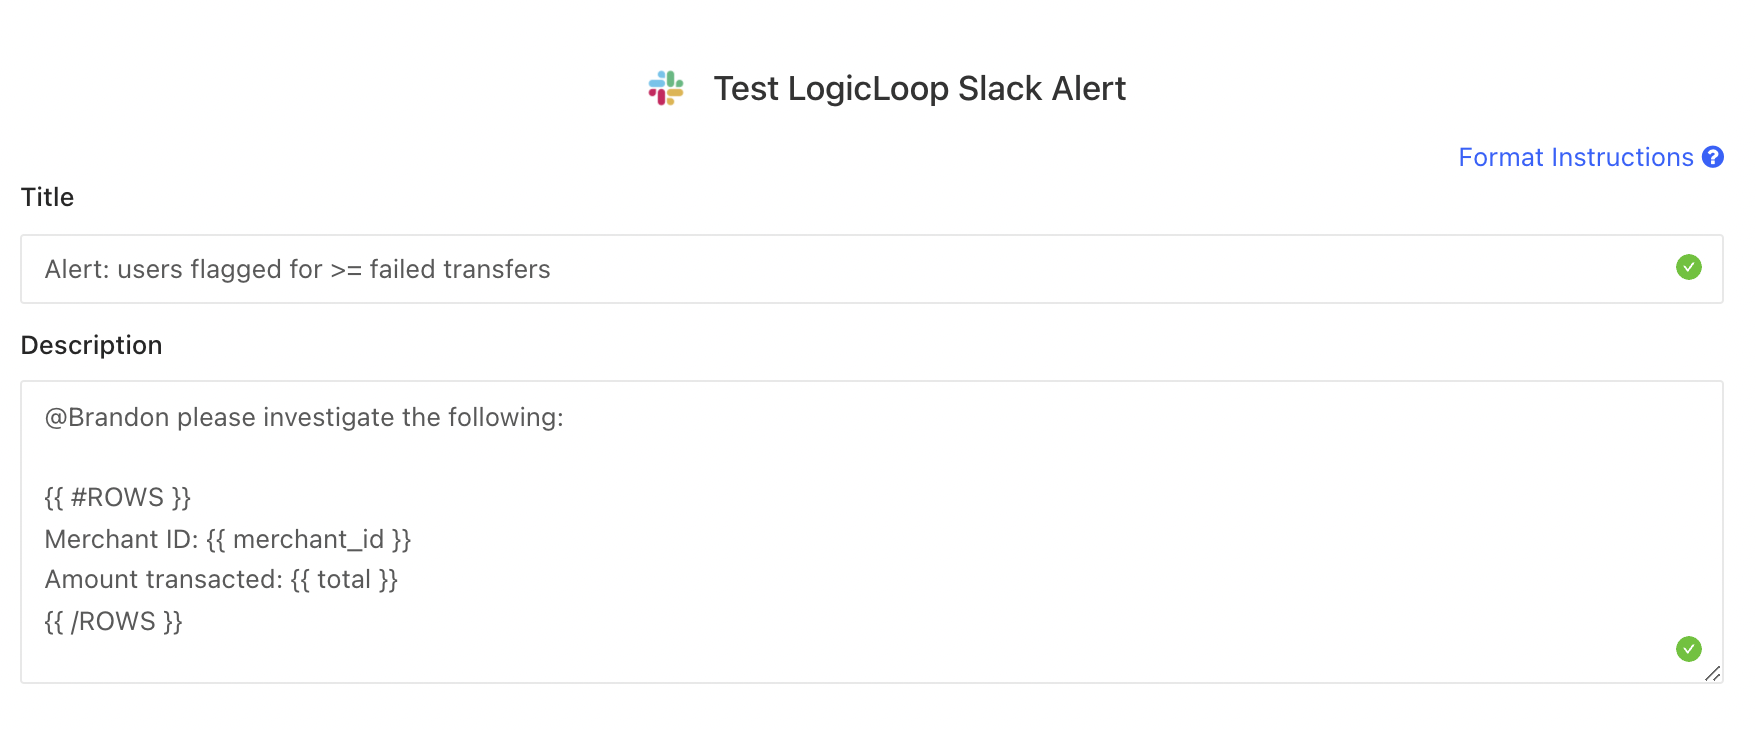 Test LogicLoop Slack Alert
Format Instructions ?
Title
Alert: users flagged for >= failed transfers
Description
@Brandon please investigate the following:
{{ #ROWS }}
Merchant ID: {{ merchant_id }}
Amount transacted: {{ total }}
{{ /ROWS }}